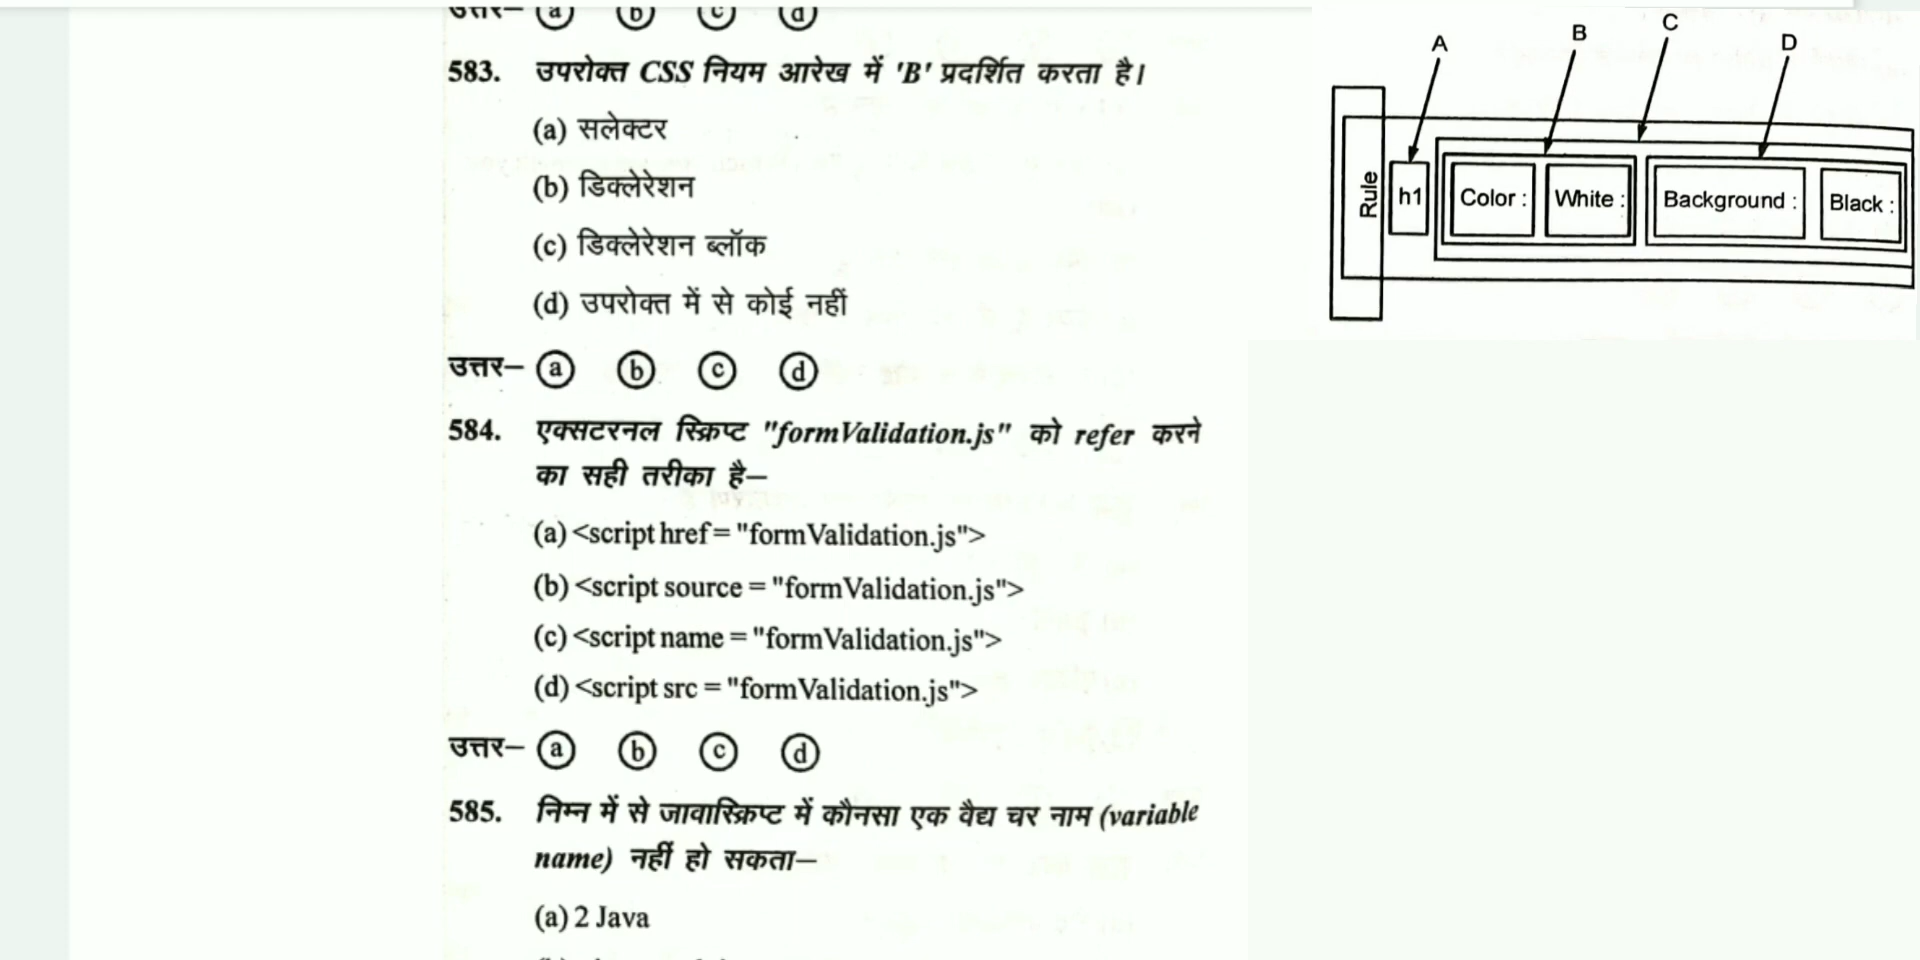 उत्तर– (a) (b) (c) (d)
583. उपरोक्त CSS नियम आरेख में 'B' प्रदर्शित करता है।
(a) सलेक्टर
(b) डिक्लेरेशन
(c) डिक्लेरेशन ब्लॉक
(d) उपरोक्त में से कोई नहीं
उत्तर– (a) (b) (c) (d)
584. एक्सटरनल स्क्रिप्ट "formValidation.js" को refer करने
का सही तरीका है–
(a) <script href = "formValidation.js">
(b) <script source = "formValidation.js">
(c) <script name = "formValidation.js">
(d) <script src = "formValidation.js">
उत्तर– (a) (b) (c) (d)
585. निम्न में से जावास्क्रिप्ट में कौनसा एक वैद्य चर नाम (variable
name) नहीं हो सकता–
(a) 2 Java
A B C D
Rule h1 Color : White : Background : Black :